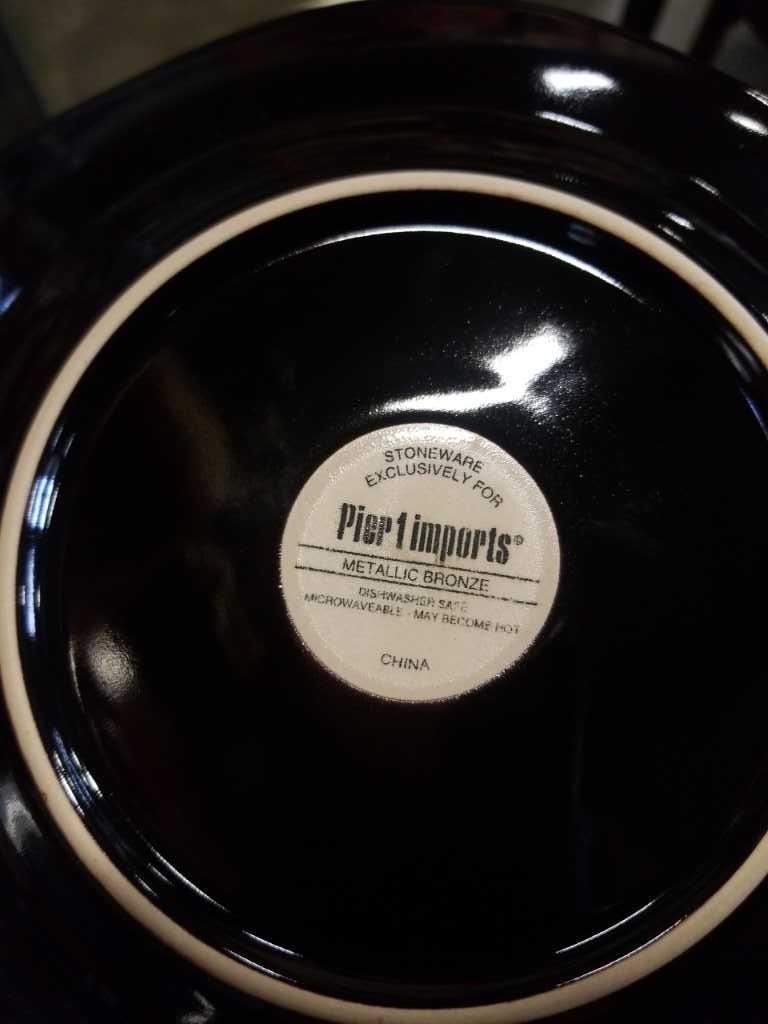 STONEWARE
EXCLUSIVELY FOR
Pier 1 imports®
METALLIC BRONZE
DISHWASHER SAFE
MICROWAVEABLE - MAY BECOME HOT
CHINA